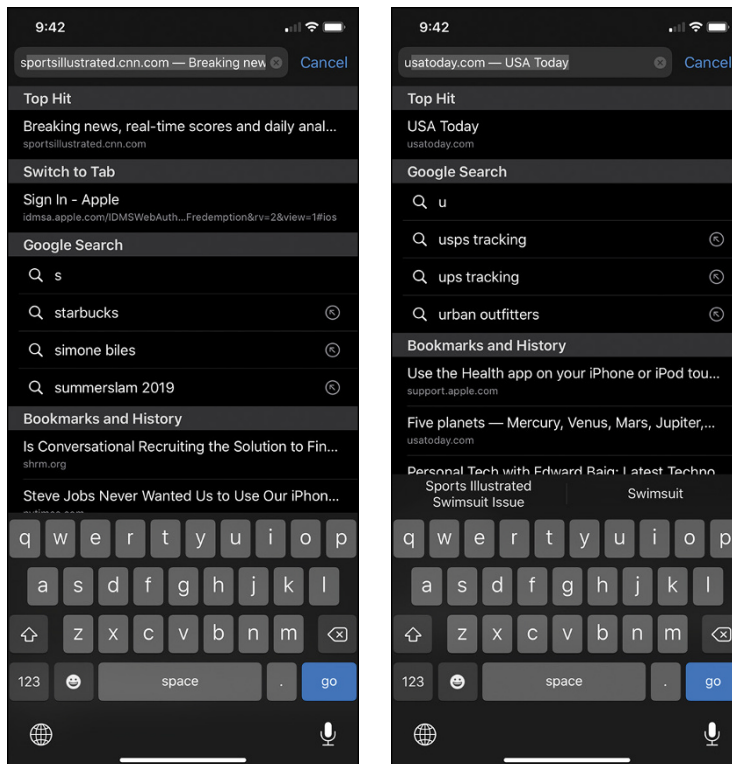 9:42
sportsillustrated.cnn.com — Breaking new
Cancel
Top Hit
Breaking news, real-time scores and daily anal...
sportsillustrated.cnn.com
Switch to Tab
Sign In - Apple
idmsa.apple.com/IDMSWebAuth...Fredemption&rv=2&view=1#ios
Google Search
s
starbucks
simone biles
summerslam 2019
Bookmarks and History
Is Conversational Recruiting the Solution to Fin...
shrm.org
Steve Jobs Never Wanted Us to Use Our iPhon...
nytimes.com
q w e r t y u i o p
a s d f g h j k l
z x c v b n m
123 space . go
9:42
usatoday.com — USA Today
Cancel
Top Hit
USA Today
usatoday.com
Google Search
u
usps tracking
ups tracking
urban outfitters
Bookmarks and History
Use the Health app on your iPhone or iPod tou...
support.apple.com
Five planets — Mercury, Venus, Mars, Jupiter,...
usatoday.com
Personal Tech with Edward Baig: Latest Techno
Sports Illustrated
Swimsuit Issue
Swimsuit
q w e r t y u i o p
a s d f g h j k l
z x c v b n m
123 space . go